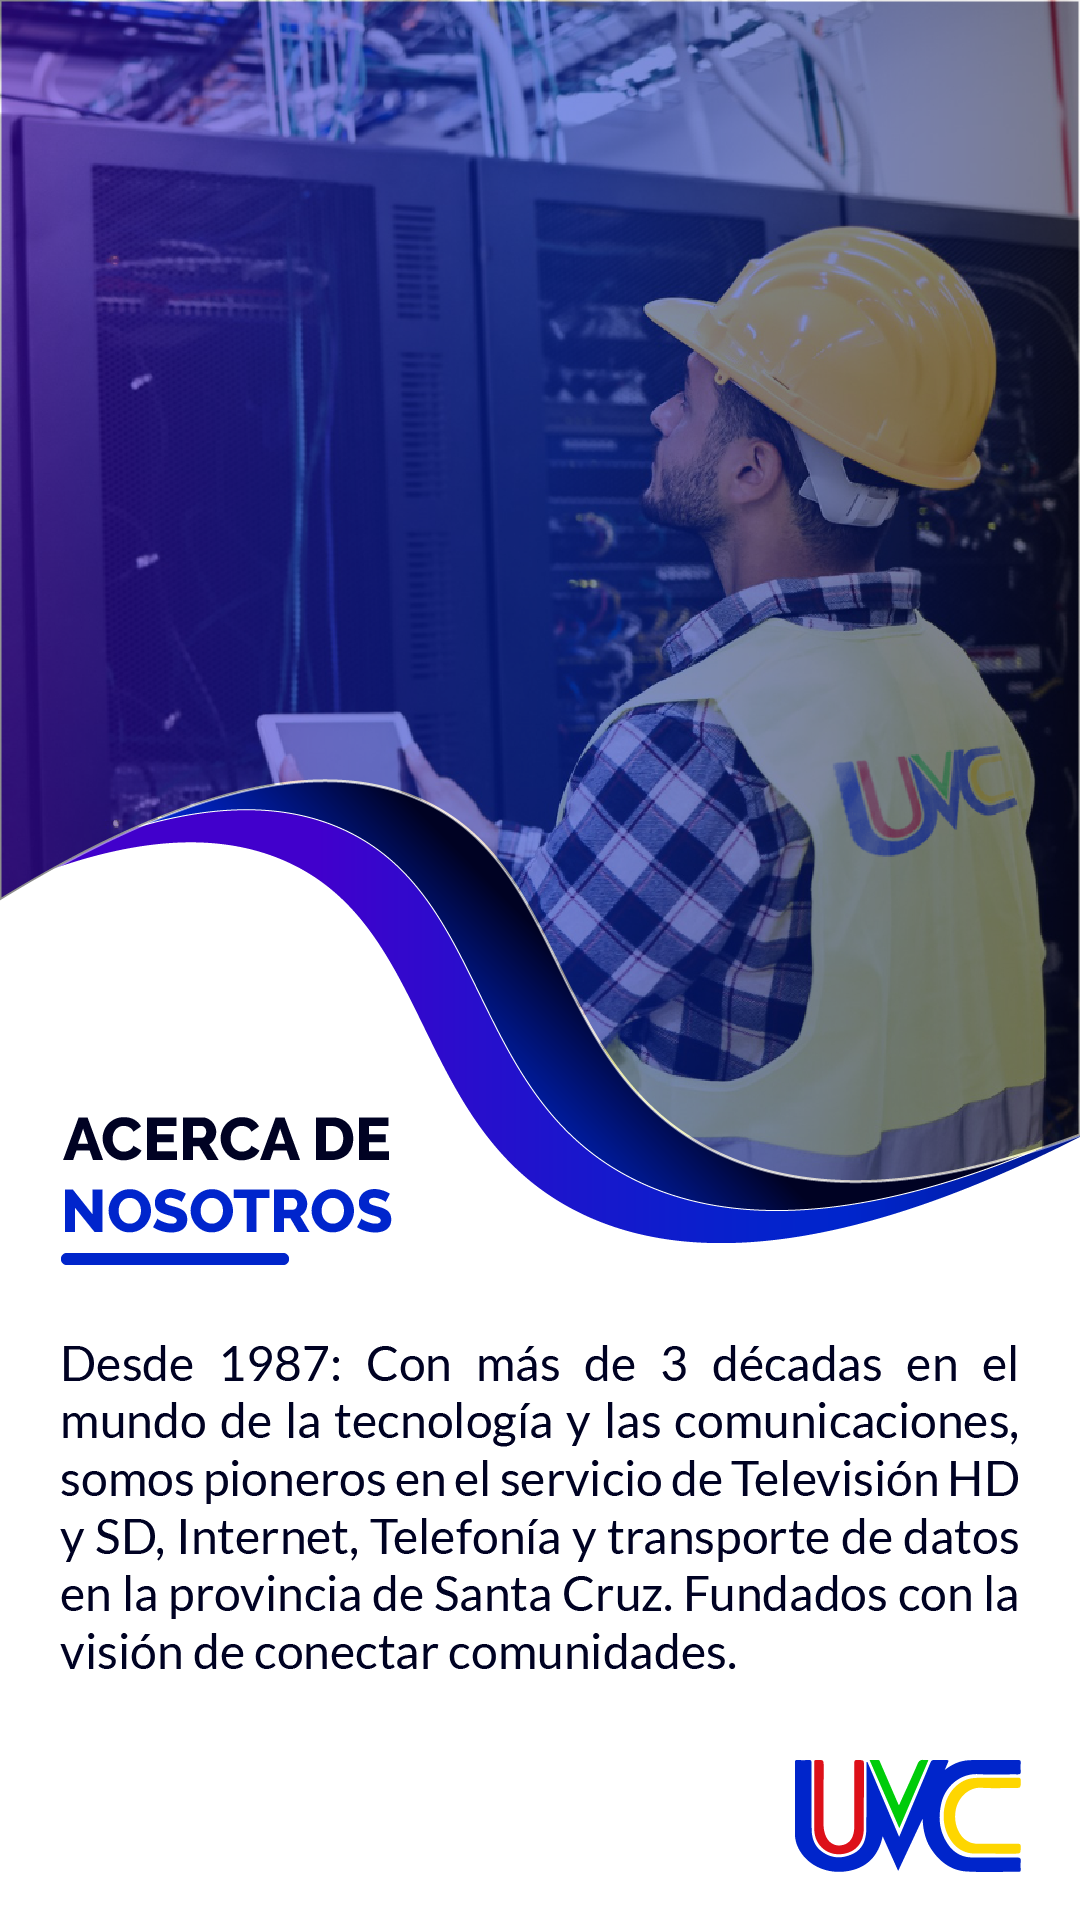 UVC
ACERCA DE
NOSOTROS
Desde 1987: Con más de 3 décadas en el
mundo de la tecnología y las comunicaciones,
somos pioneros en el servicio de Televisión HD
y SD, Internet, Telefonía y transporte de datos
en la provincia de Santa Cruz. Fundados con la
visión de conectar comunidades.
UVC